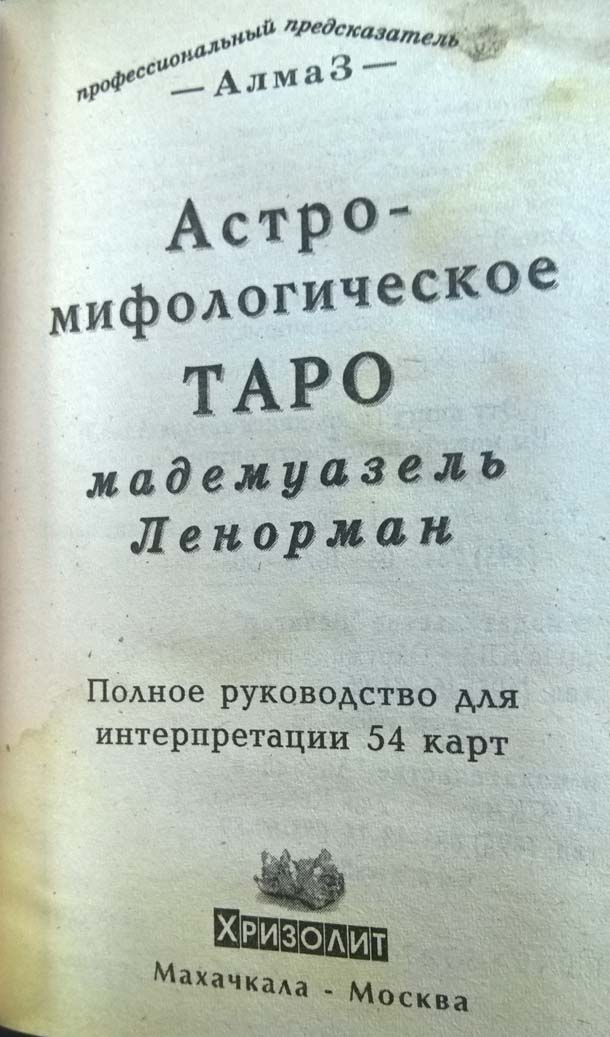 профессиональный предсказатель
— АлмаЗ —
Астро-
мифологическое
ТАРО
мадемуазель
Ленорман
Полное руководство для
интерпретации 54 карт
ХРИЗОЛИТ
Махачкала - Москва